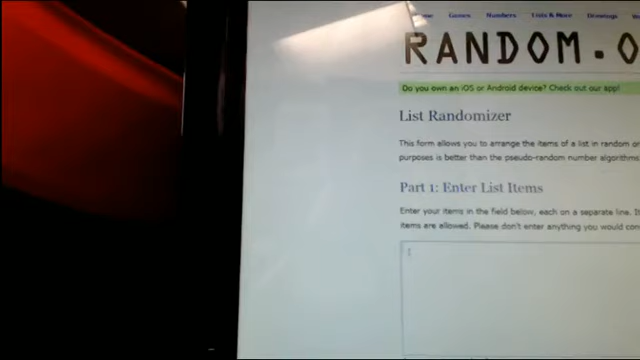 Games Numbers Lists & More Drawings
RANDOM.O
Do you own an iOS or Android device? Check out our app!
List Randomizer
This form allows you to arrange the items of a list in random or
purposes is better than the pseudo-random number algorithms
Part 1: Enter List Items
Enter your items in the field below, each on a separate line. It
items are allowed. Please don't enter anything you would con